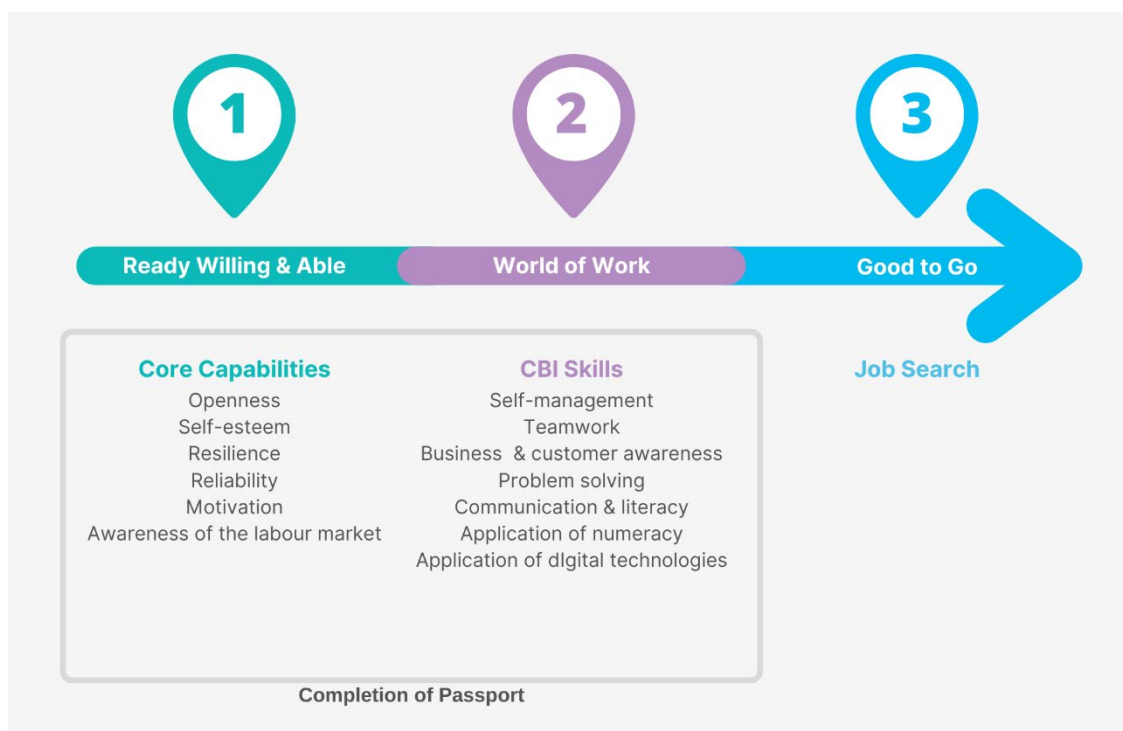 1
2
3
Ready Willing & Able
World of Work
Good to Go
Core Capabilities
Openness
Self-esteem
Resilience
Reliability
Motivation
Awareness of the labour market
CBI Skills
Self-management
Teamwork
Business & customer awareness
Problem solving
Communication & literacy
Application of numeracy
Application of dIgital technologies
Job Search
Completion of Passport